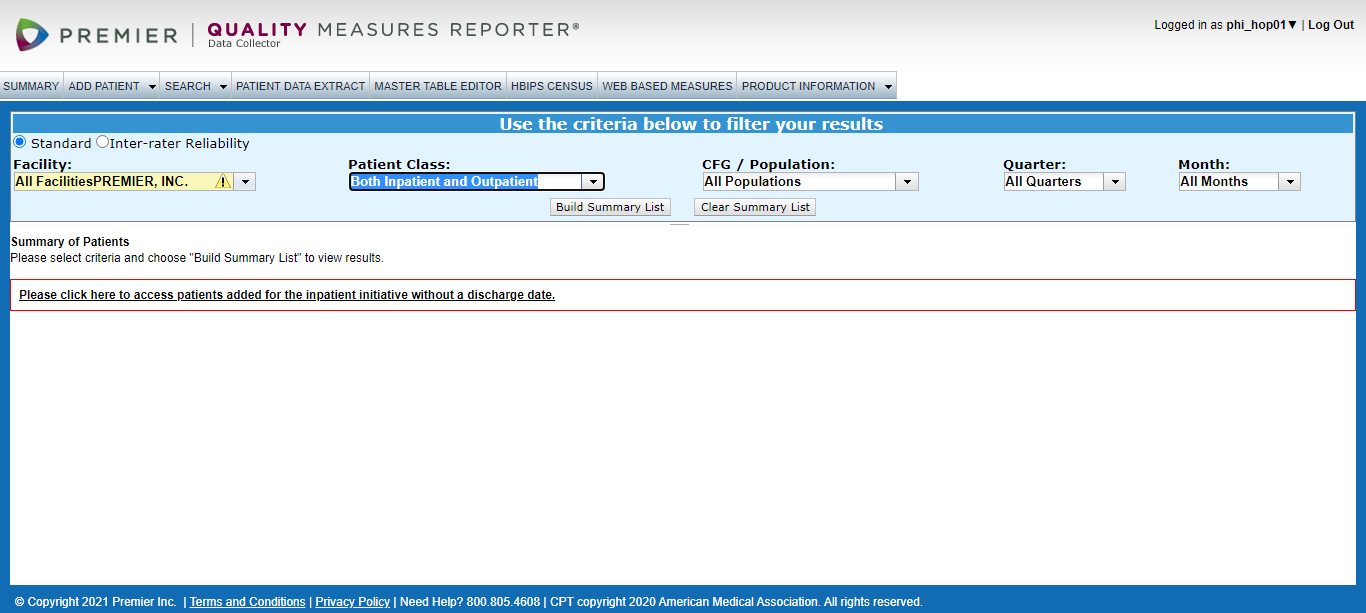 PREMIER | QUALITY MEASURES REPORTER®
Data Collector
Logged in as phi_hop01▼ | Log Out
SUMMARY ADD PATIENT SEARCH PATIENT DATA EXTRACT MASTER TABLE EDITOR HBIPS CENSUS WEB BASED MEASURES PRODUCT INFORMATION
Use the criteria below to filter your results
Standard Inter-rater Reliability
Facility: Patient Class: CFG / Population: Quarter: Month:
All FacilitiesPREMIER, INC. Both Inpatient and Outpatient All Populations All Quarters All Months
Build Summary List Clear Summary List
Summary of Patients
Please select criteria and choose "Build Summary List" to view results.
Please click here to access patients added for the inpatient initiative without a discharge date.
© Copyright 2021 Premier Inc. | Terms and Conditions | Privacy Policy | Need Help? 800.805.4608 | CPT copyright 2020 American Medical Association. All rights reserved.